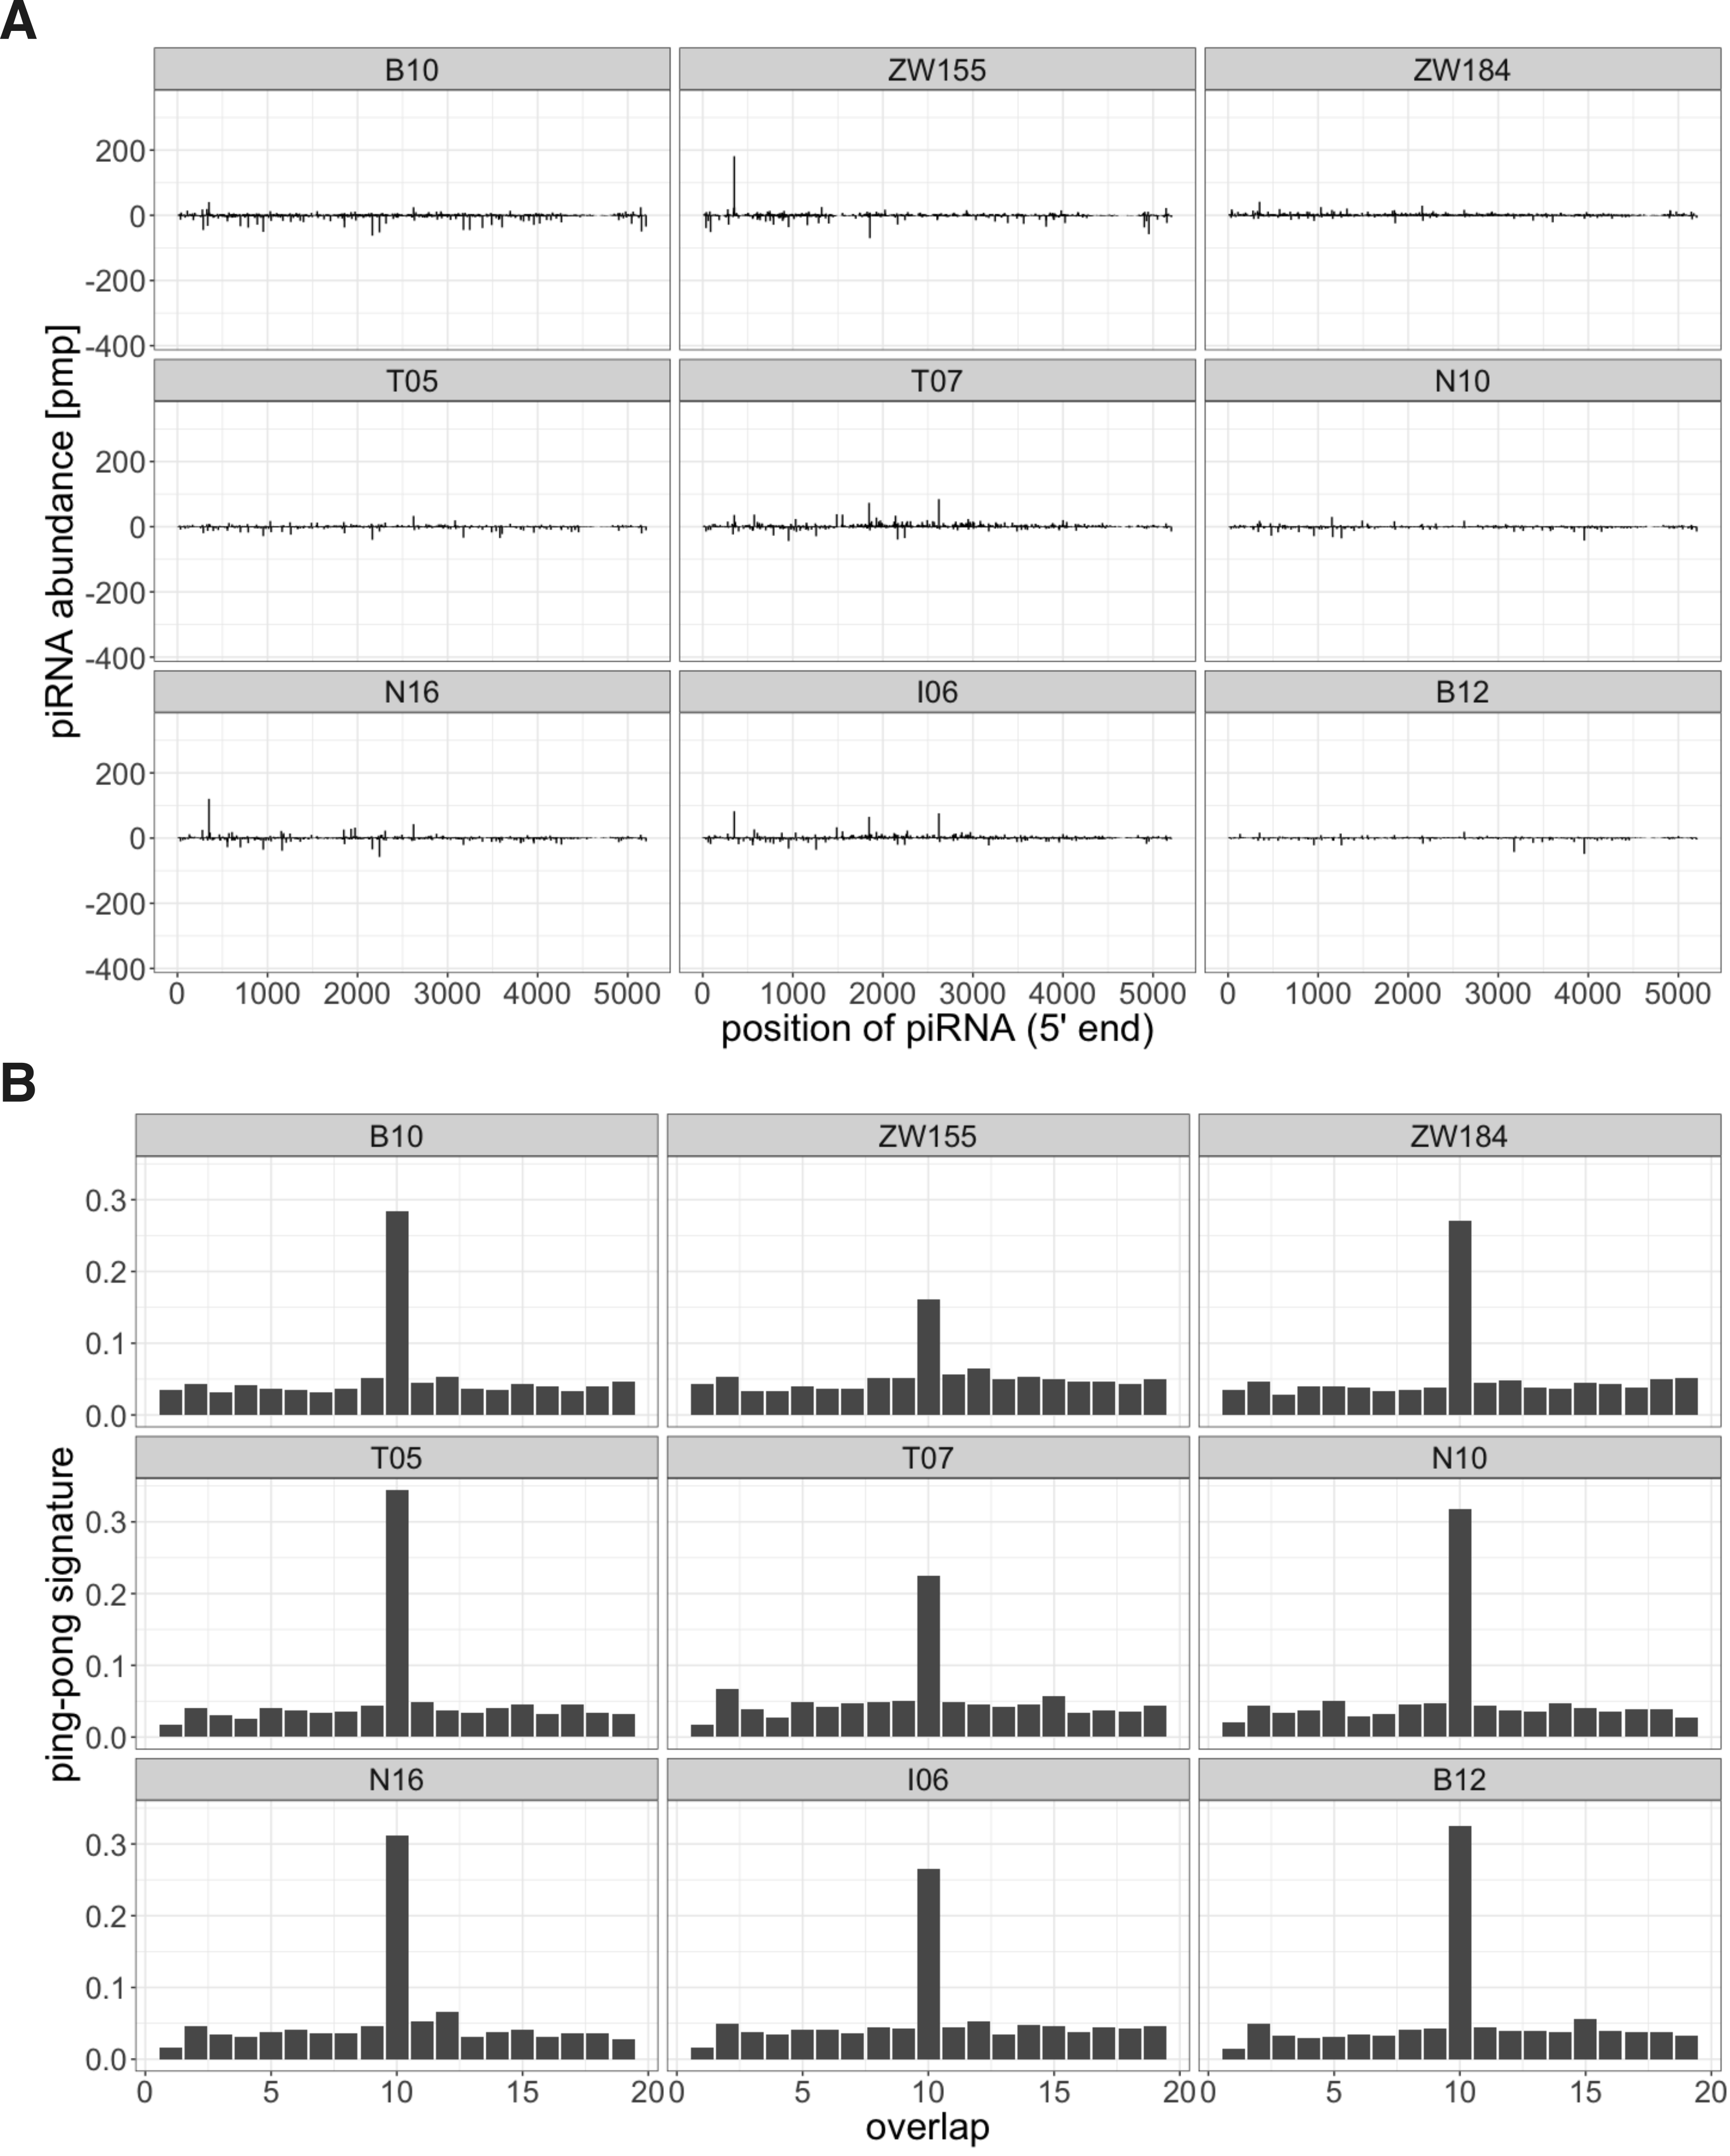 A
B10 ZW155 ZW184
200
0
-200
-400
T05 T07 N10
200
0
-200
-400
N16 I06 B12
200
0
-200
-400
0 1000 2000 3000 4000 5000 0 1000 2000 3000 4000 5000 0 1000 2000 3000 4000 5000
piRNA abundance [pmp]
position of piRNA (5' end)
B
B10 ZW155 ZW184
0.3
0.2
0.1
0.0
T05 T07 N10
0.3
0.2
0.1
0.0
N16 I06 B12
0.3
0.2
0.1
0.0
0 5 10 15 20 0 5 10 15 20 0 5 10 15 20
ping-pong signature
overlap